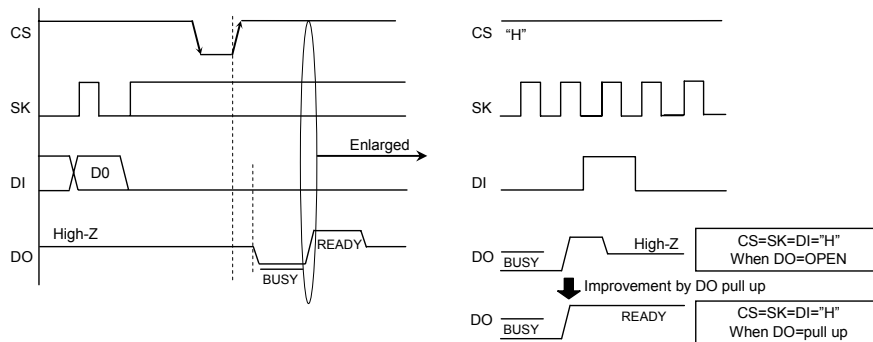 CS
SK
DI
D0
Enlarged
High-Z
DO
BUSY
READY
CS
“H”
SK
DI
DO
BUSY
High-Z
CS=SK=DI=”H”
When DO=OPEN
Improvement by DO pull up
DO
BUSY
READY
CS=SK=DI=”H”
When DO=pull up